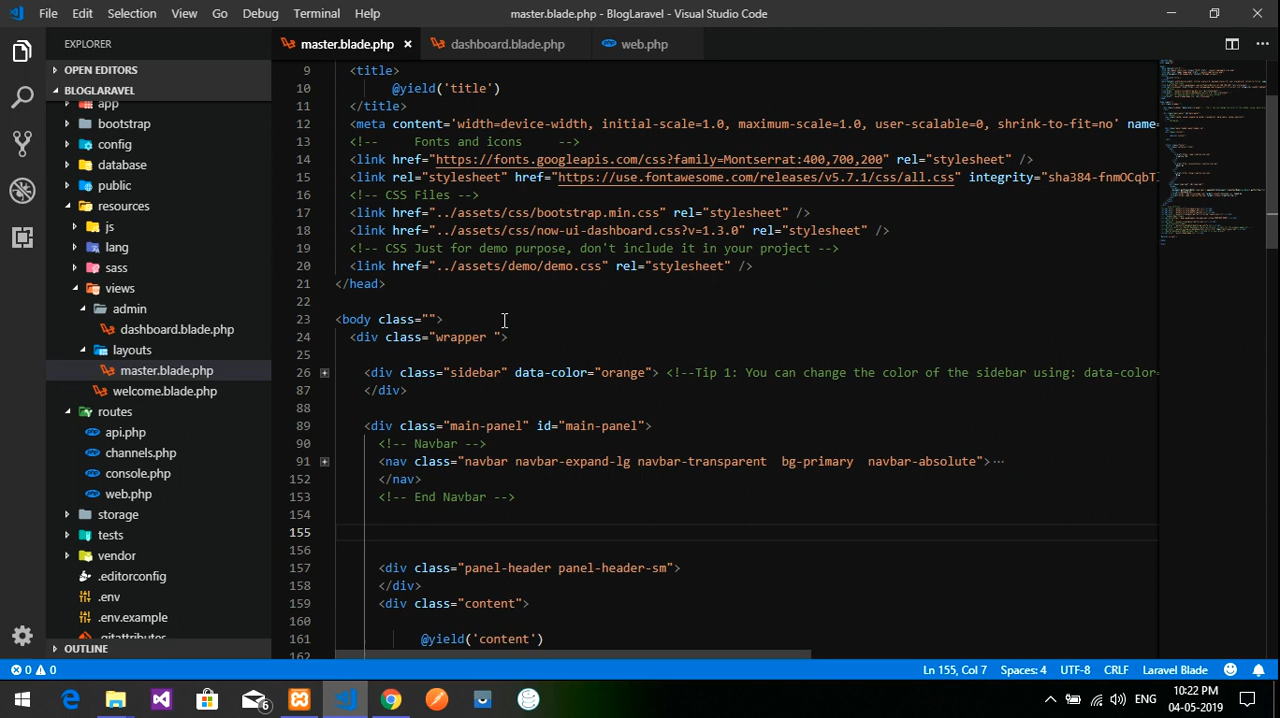 File Edit Selection View Go Debug Terminal Help
master.blade.php - BlogLaravel - Visual Studio Code
EXPLORER
OPEN EDITORS
BLOGLARAVEL
app
bootstrap
config
database
public
resources
js
lang
sass
views
admin
dashboard.blade.php
layouts
master.blade.php
welcome.blade.php
routes
api.php
channels.php
console.php
web.php
storage
tests
vendor
.editorconfig
.env
.env.example
.gitattributes
OUTLINE
master.blade.php dashboard.blade.php web.php
9 <title>
10 @yield('title')
11 </title>
12 <meta content='width=device-width, initial-scale=1.0, maximum-scale=1.0, user-scalable=0, shrink-to-fit=no' name=
13 <!-- Fonts and icons -->
14 <link href="https://fonts.googleapis.com/css?family=Montserrat:400,700,200" rel="stylesheet" />
15 <link rel="stylesheet" href="https://use.fontawesome.com/releases/v5.7.1/css/all.css" integrity="sha384-fnmOCqbT
16 <!-- CSS Files -->
17 <link href="../assets/css/bootstrap.min.css" rel="stylesheet" />
18 <link href="../assets/css/now-ui-dashboard.css?v=1.3.0" rel="stylesheet" />
19 <!-- CSS Just for demo purpose, don't include it in your project -->
20 <link href="../assets/demo/demo.css" rel="stylesheet" />
21 </head>
22
23 <body class="">
24 <div class="wrapper ">
25
26 <div class="sidebar" data-color="orange"> <!--Tip 1: You can change the color of the sidebar using: data-color=
87 </div>
88
89 <div class="main-panel" id="main-panel">
90 <!-- Navbar -->
91 <nav class="navbar navbar-expand-lg navbar-transparent  bg-primary  navbar-absolute">···
152 </nav>
153 <!-- End Navbar -->
154
155
156
157 <div class="panel-header panel-header-sm">
158 </div>
159 <div class="content">
160
161 @yield('content')
162
0 0 Ln 155, Col 7 Spaces: 4 UTF-8 CRLF Laravel Blade
6 ENG 10:22 PM
04-05-2019